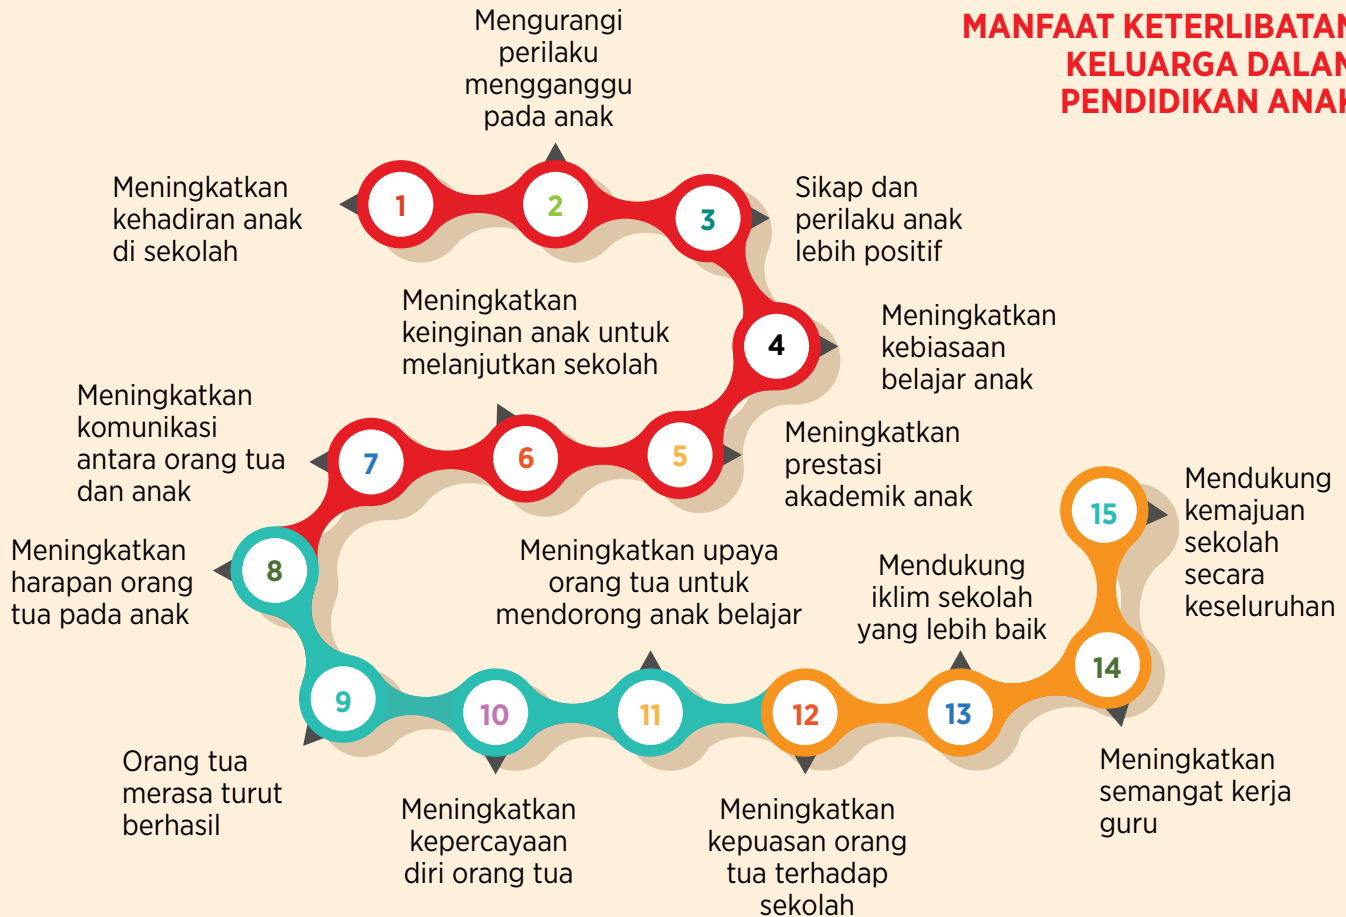 MANFAAT KETERLIBATAN
KELUARGA DALAM
PENDIDIKAN ANAK
1
Meningkatkan
kehadiran anak
di sekolah
2
Mengurangi
perilaku
mengganggu
pada anak
3
Sikap dan
perilaku anak
lebih positif
4
Meningkatkan
kebiasaan
belajar anak
5
Meningkatkan
prestasi
akademik anak
6
Meningkatkan
keinginan anak untuk
melanjutkan sekolah
7
Meningkatkan
komunikasi
antara orang tua
dan anak
8
Meningkatkan
harapan orang
tua pada anak
9
Orang tua
merasa turut
berhasil
10
Meningkatkan
kepercayaan
diri orang tua
11
Meningkatkan upaya
orang tua untuk
mendorong anak belajar
12
Meningkatkan
kepuasan orang
tua terhadap
sekolah
13
Mendukung
iklim sekolah
yang lebih baik
14
Meningkatkan
semangat kerja
guru
15
Mendukung
kemajuan
sekolah
secara
keseluruhan